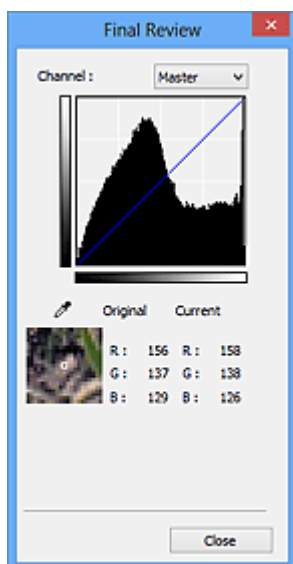 Final Review
Channel : Master
Original Current
R : 156 R : 158
G : 137 G : 138
B : 129 B : 126
Close